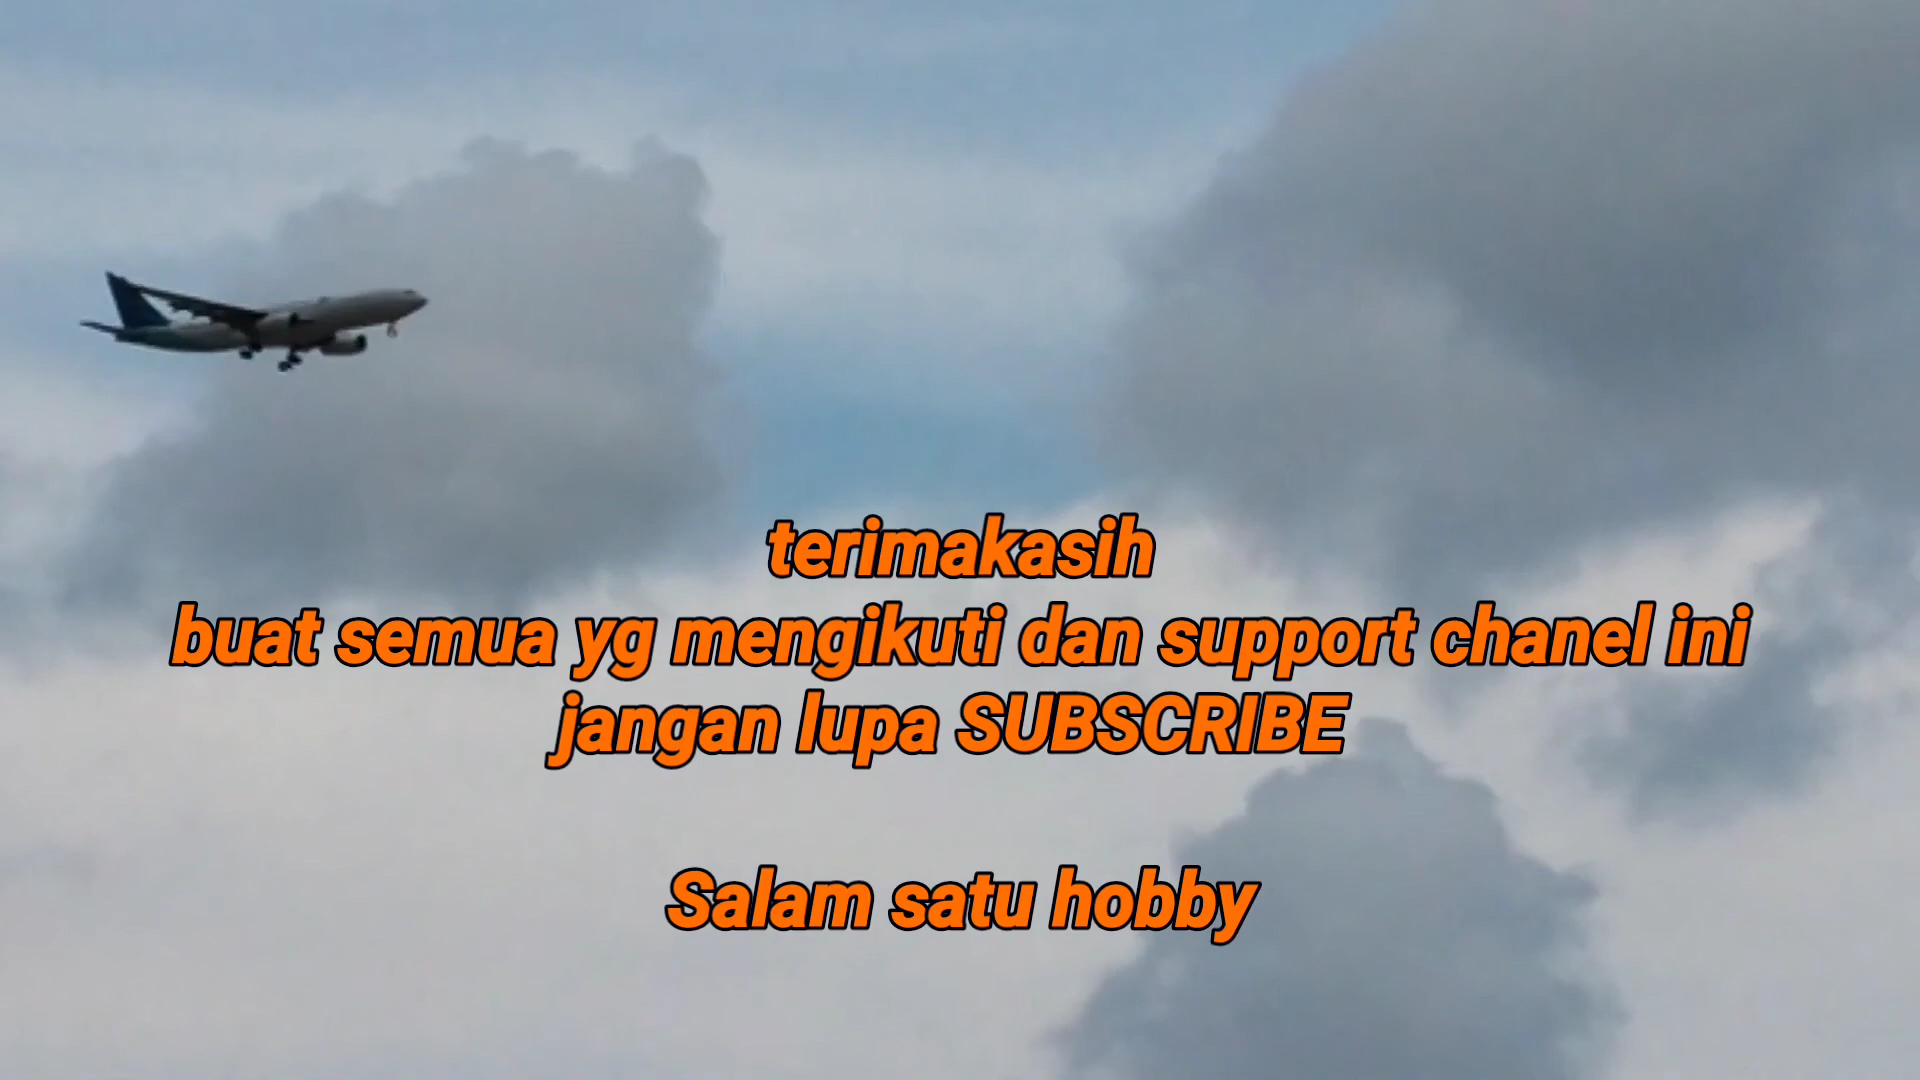 terimakasih
buat semua yg mengikuti dan support chanel ini
jangan lupa SUBSCRIBE
Salam satu hobby